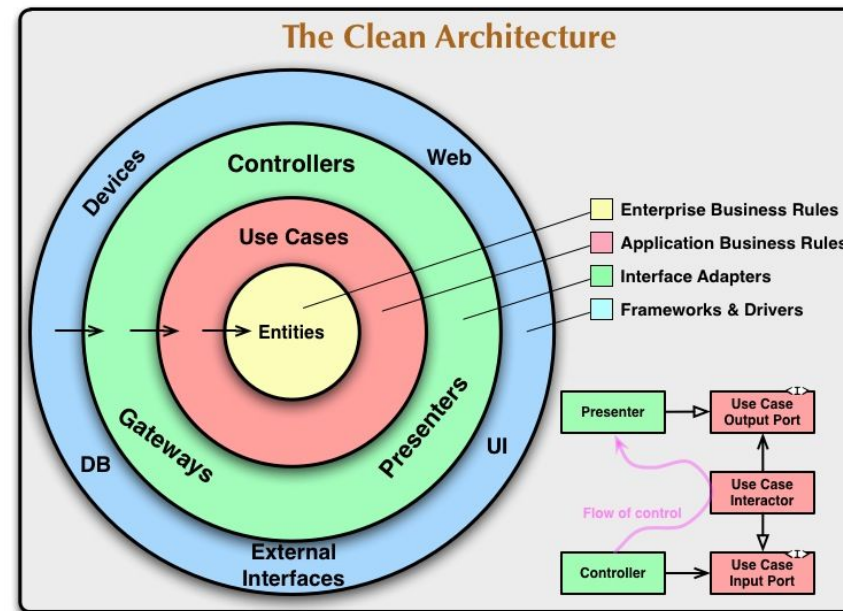 The Clean Architecture
Devices
Controllers
Web
Use Cases
Entities
Gateways
Presenters
DB
UI
External
Interfaces
Enterprise Business Rules
Application Business Rules
Interface Adapters
Frameworks & Drivers
Presenter
<I>
Use Case
Output Port
Use Case
Interactor
Flow of control
Controller
<I>
Use Case
Input Port